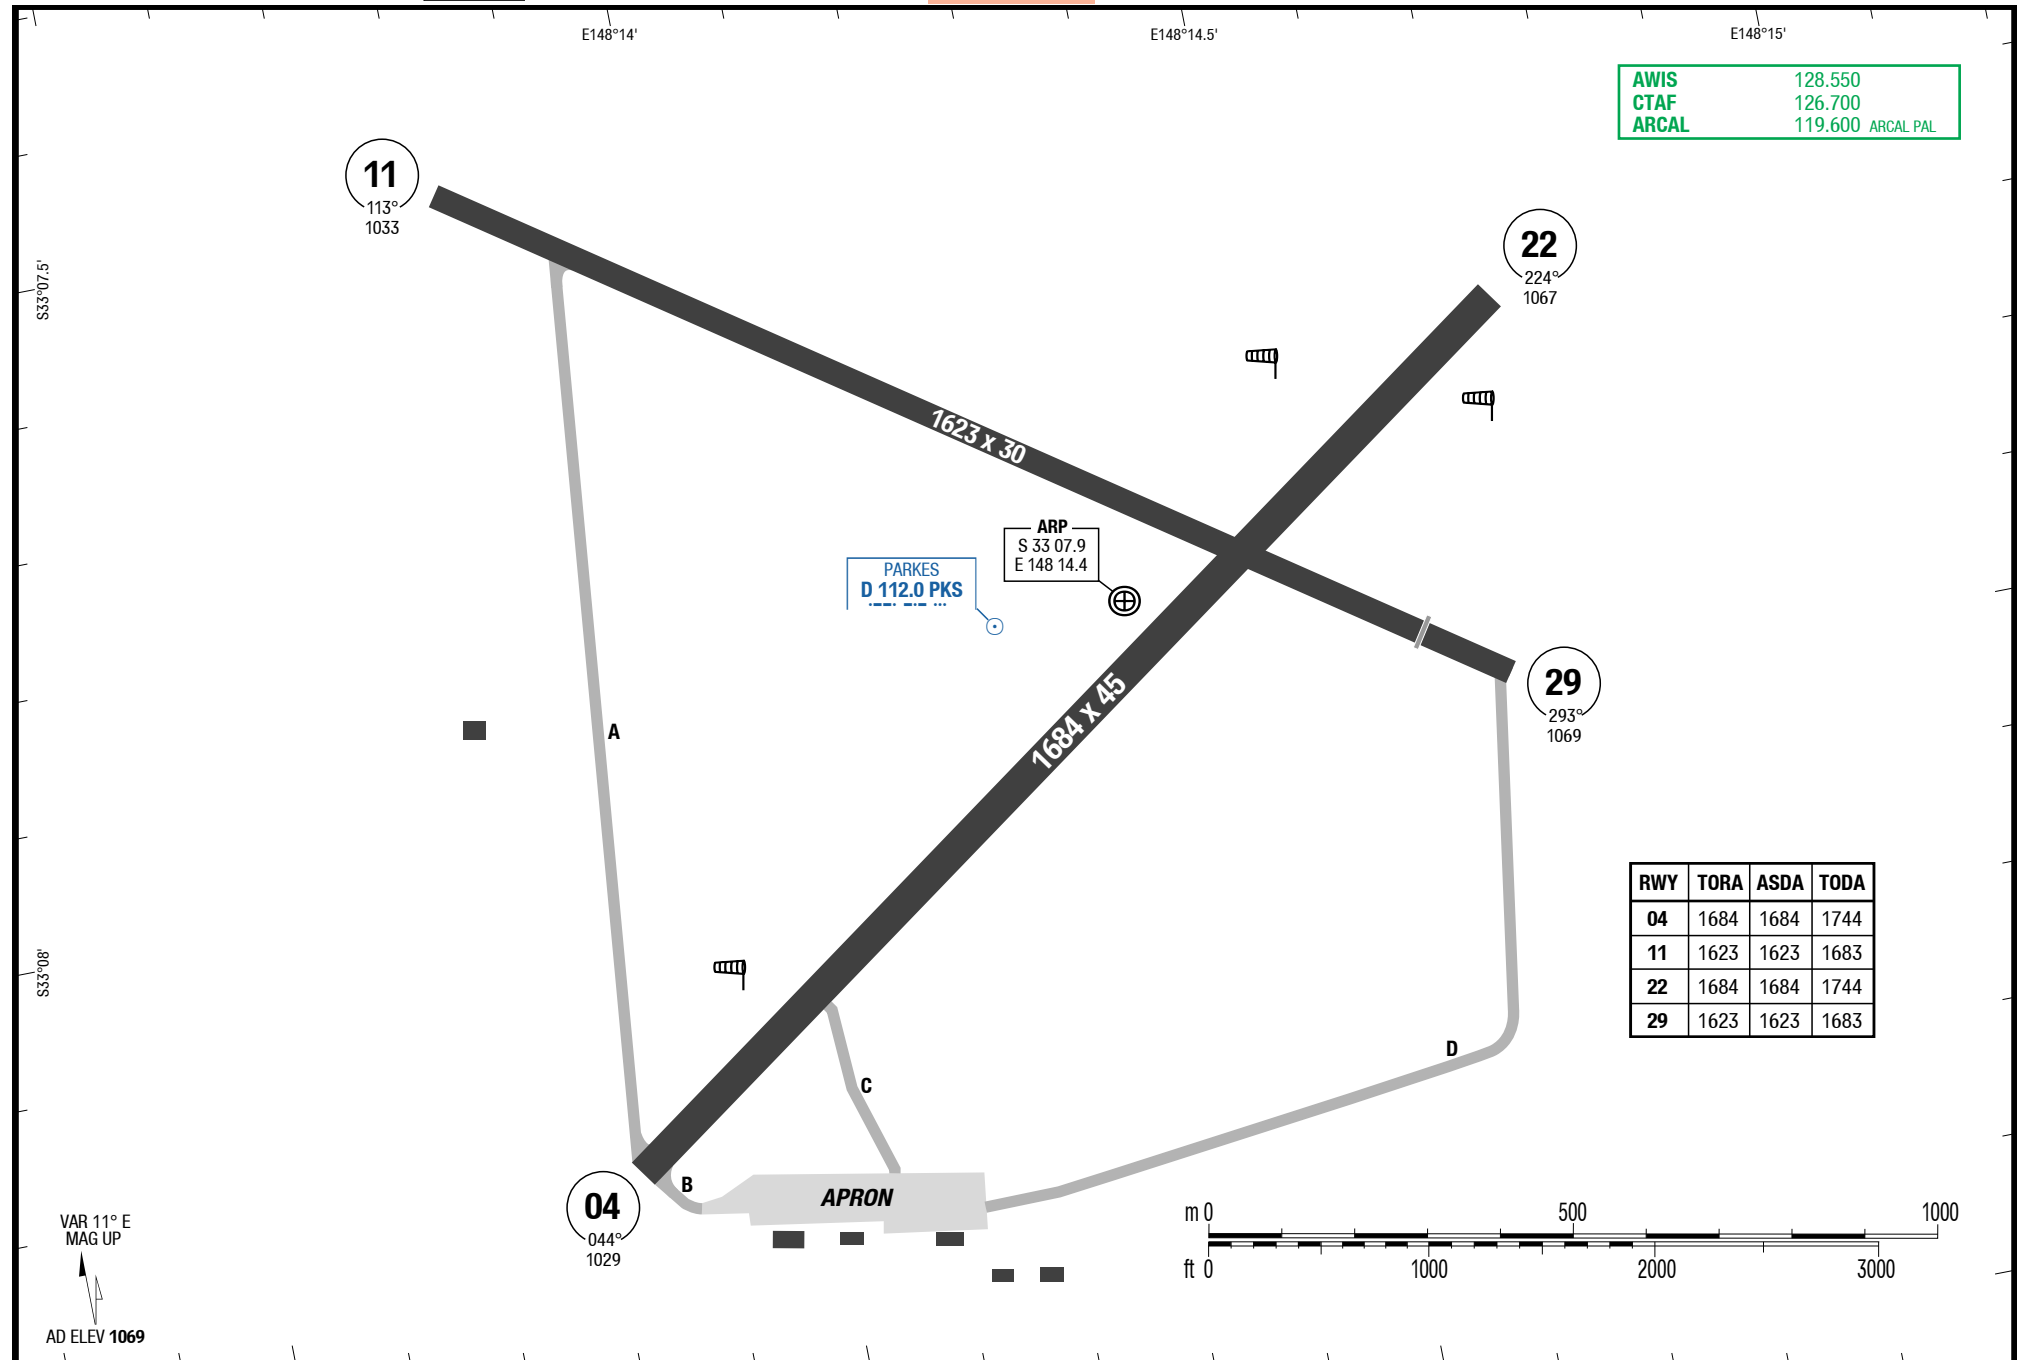 E148°14'
E148°14.5'
E148°15'
AWIS 128.550
CTAF 126.700
ARCAL 119.600 ARCAL PAL
11
113°
1033
22
224°
1067
S33°07.5'
1623 x 30
ARP
S 33 07.9
E 148 14.4
PARKES
D 112.0 PKS
29
293°
1069
1684 x 45
A
RWY TORA ASDA TODA
04 1684 1684 1744
11 1623 1623 1683
22 1684 1684 1744
29 1623 1623 1683
S33°08'
D
C
B
APRON
04
044°
1029
m 0 500 1000
ft 0 1000 2000 3000
VAR 11° E
MAG UP
AD ELEV 1069